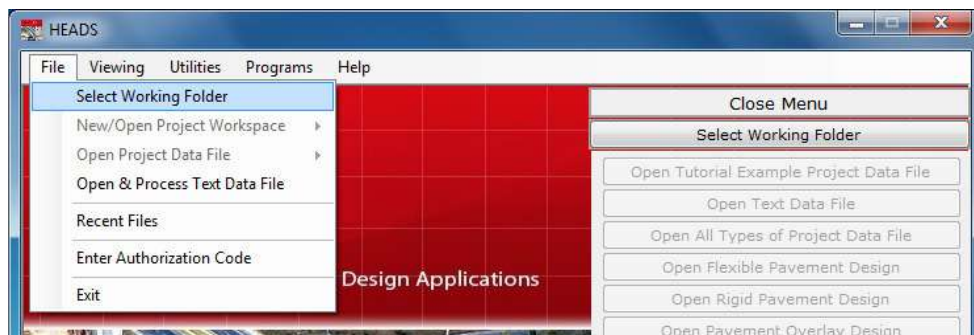 HEADS
File Viewing Utilities Programs Help
Select Working Folder
New/Open Project Workspace
Open Project Data File
Open & Process Text Data File
Recent Files
Enter Authorization Code
Exit
Design Applications
Close Menu
Select Working Folder
Open Tutorial Example Project Data File
Open Text Data File
Open All Types of Project Data File
Open Flexible Pavement Design
Open Rigid Pavement Design
Open Pavement Overlay Design